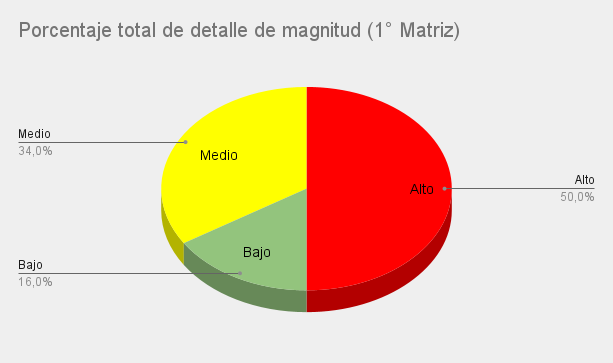 Porcentaje total de detalle de magnitud (1° Matriz)
Medio
34,0%
Medio
Alto
Alto
50,0%
Bajo
Bajo
16,0%